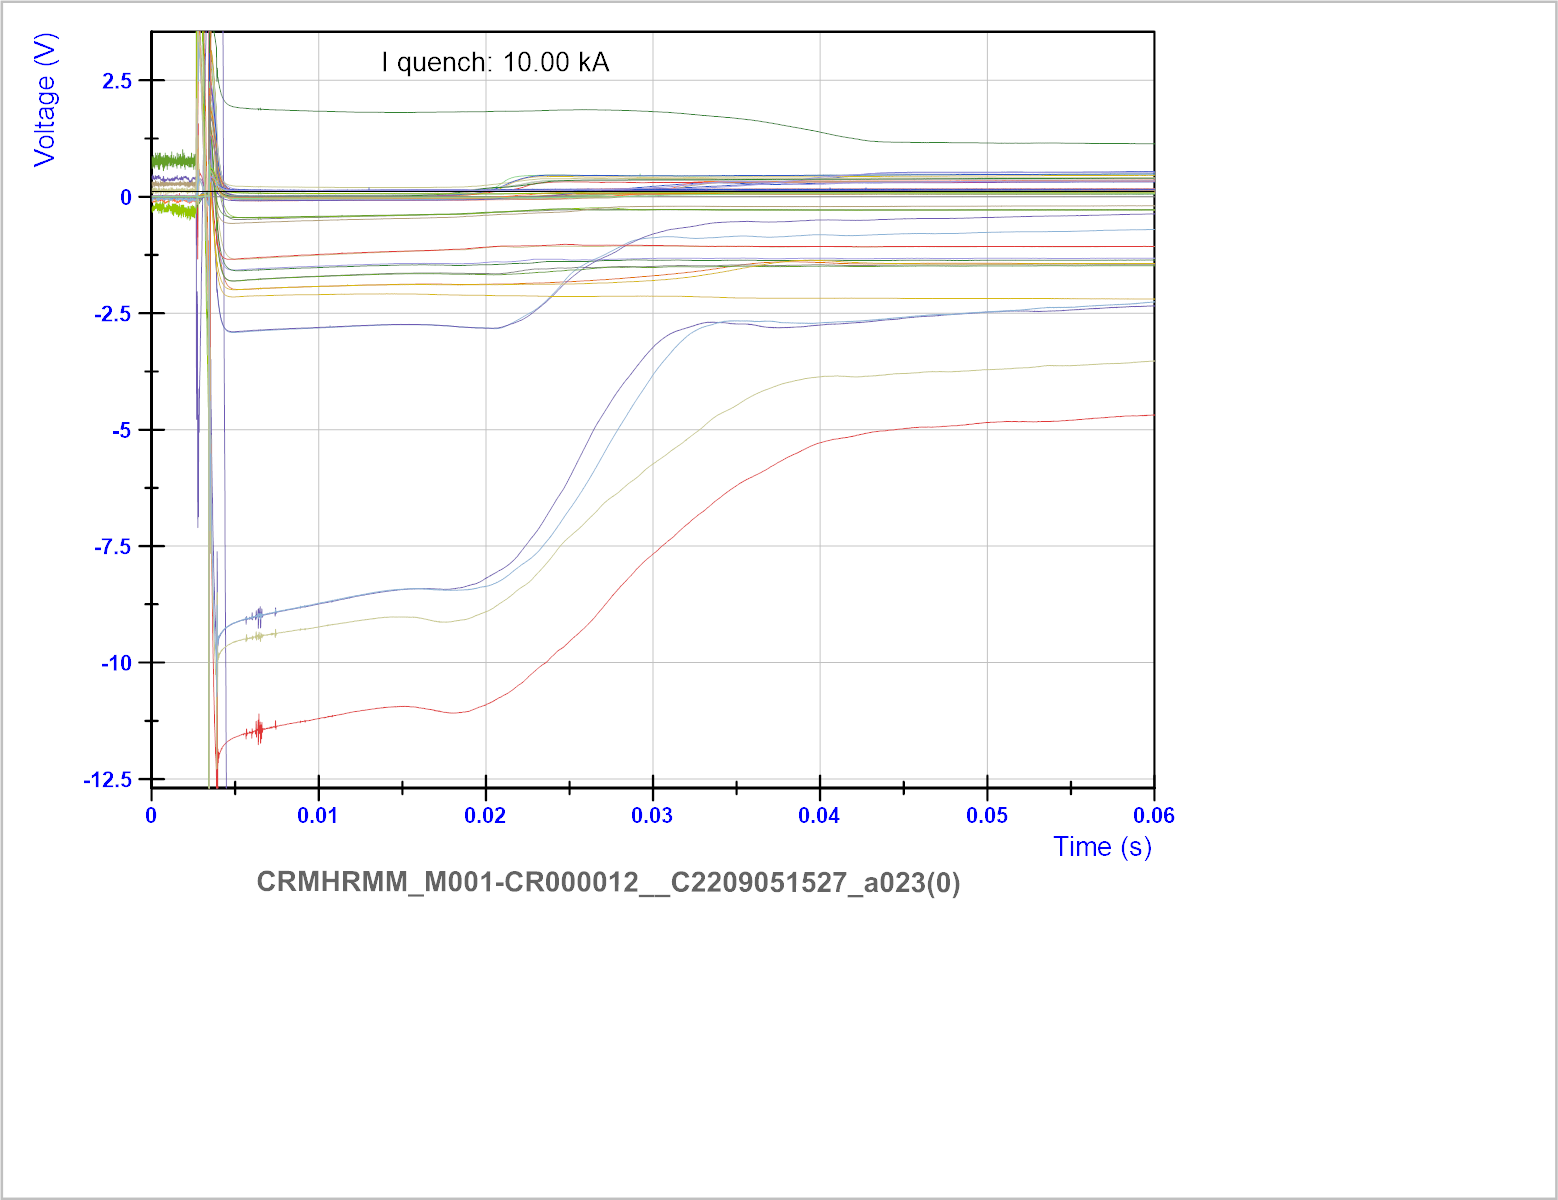 Voltage (V)
I quench: 10.00 kA
2.5
0
-2.5
-5
-7.5
-10
-12.5
0 0.01 0.02 0.03 0.04 0.05 0.06
Time (s)
CRMHRMM_M001-CR000012__C2209051527_a023(0)